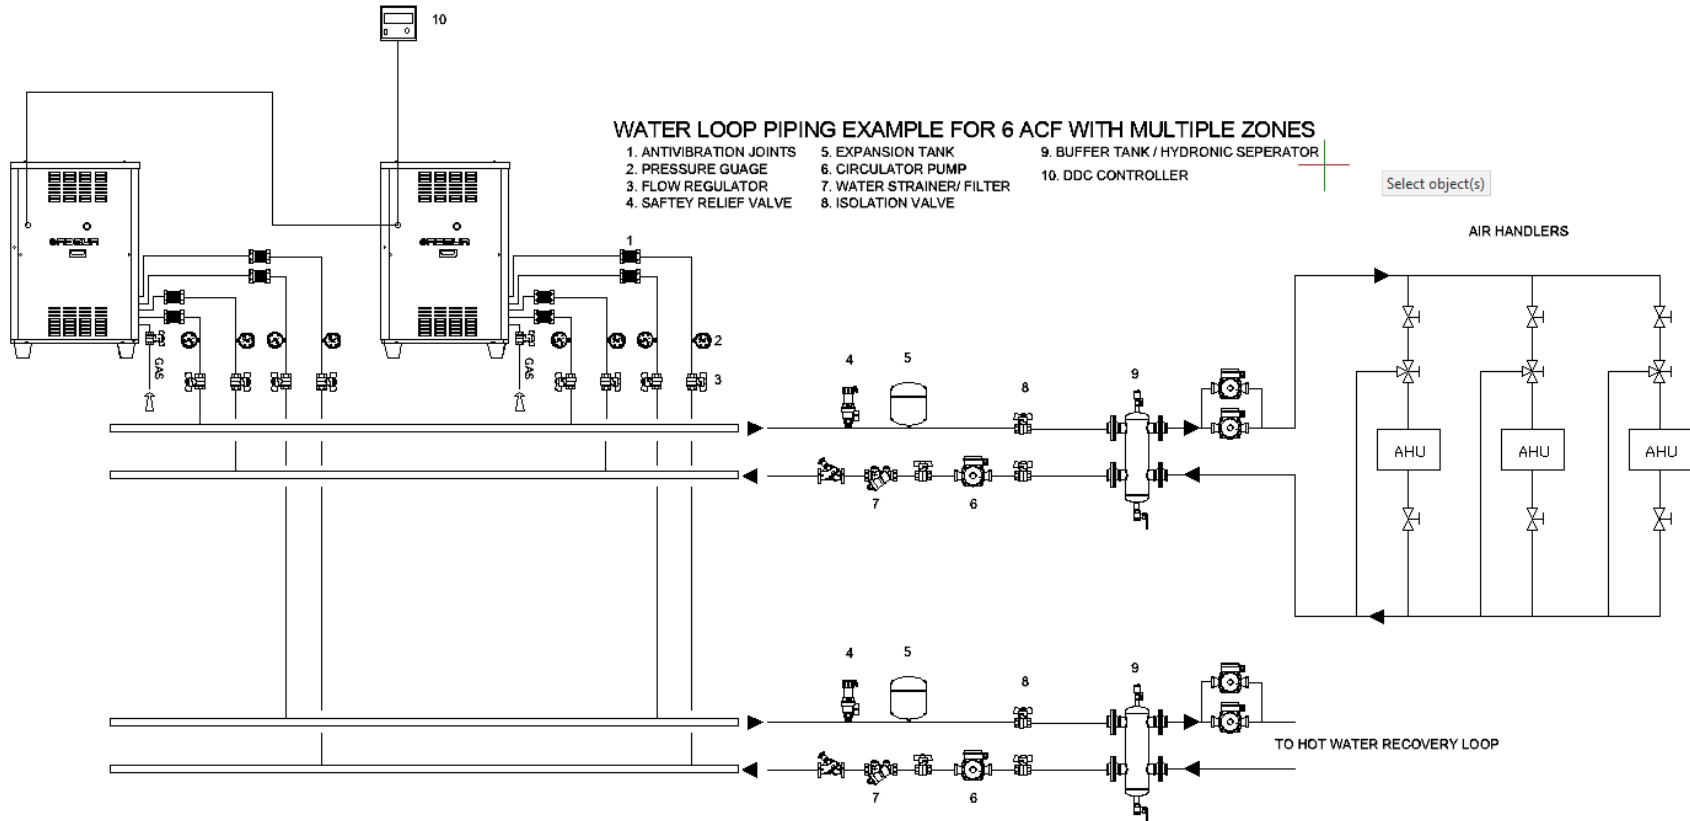 10
WATER LOOP PIPING EXAMPLE FOR 6 ACF WITH MULTIPLE ZONES
1. ANTIVIBRATION JOINTS
2. PRESSURE GUAGE
3. FLOW REGULATOR
4. SAFTEY RELIEF VALVE
5. EXPANSION TANK
6. CIRCULATOR PUMP
7. WATER STRAINER/ FILTER
8. ISOLATION VALVE
9. BUFFER TANK / HYDRONIC SEPERATOR
10. DDC CONTROLLER
Select object(s)
AIR HANDLERS
1
2
3
GAS
GAS
4
5
8
9
AHU
AHU
AHU
7
6
4
5
8
9
TO HOT WATER RECOVERY LOOP
7
6